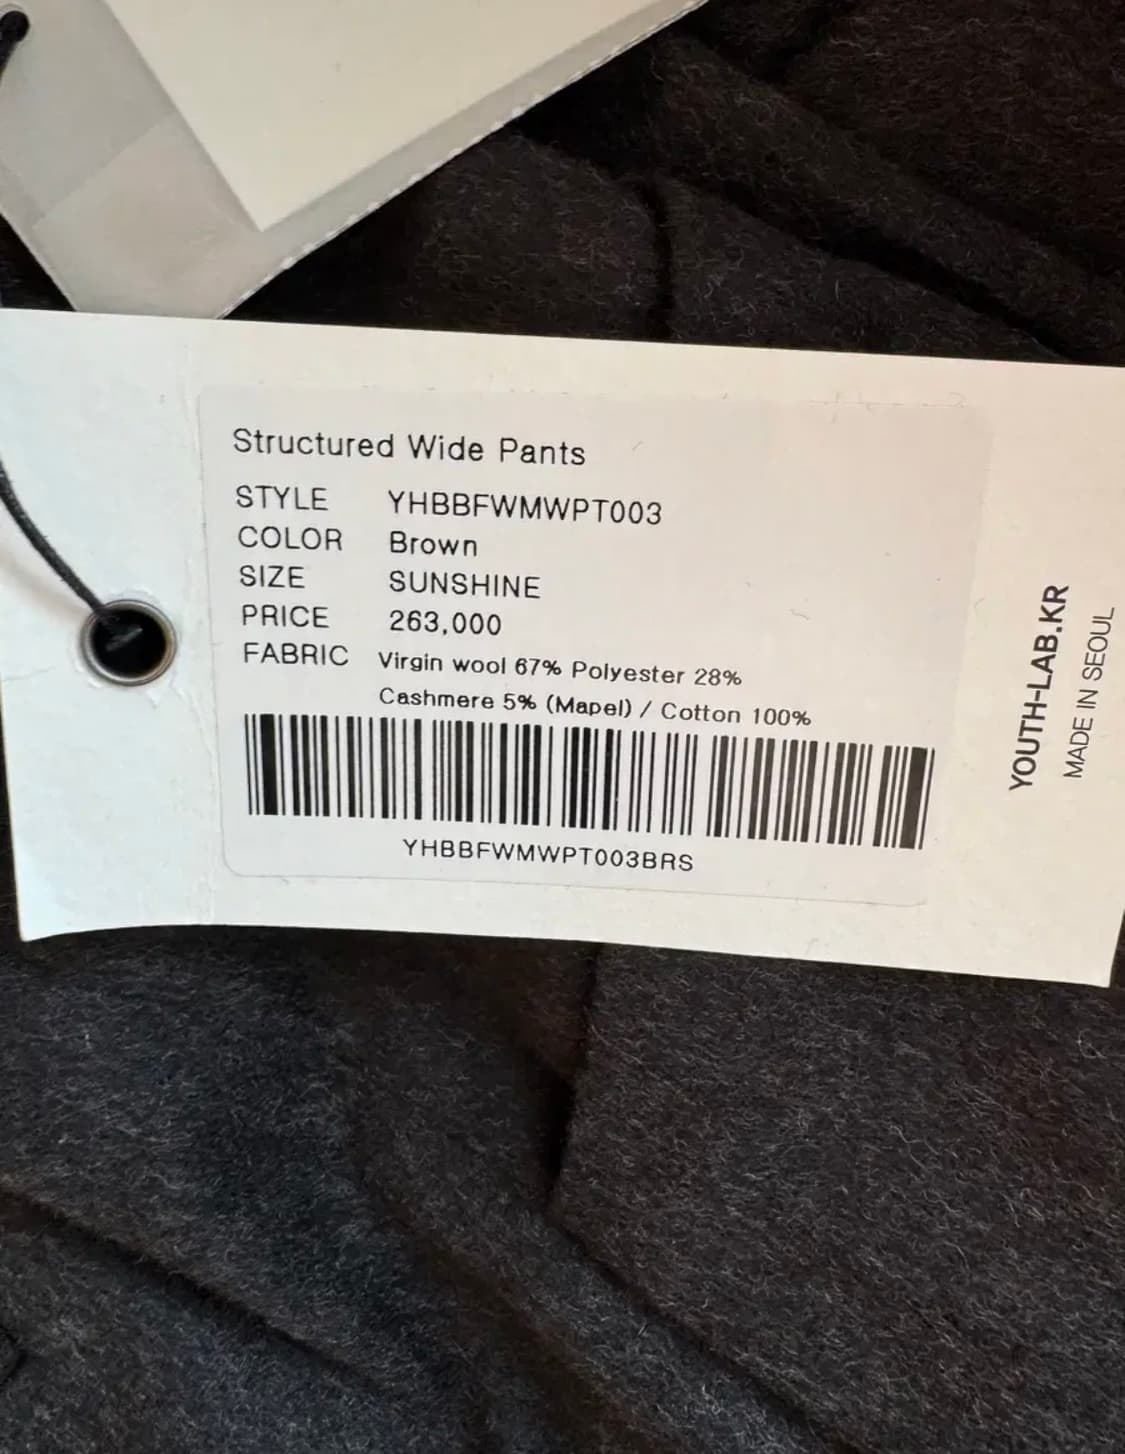 Structured Wide Pants
STYLE YHBBFWMWPT003
COLOR Brown
SIZE SUNSHINE
PRICE 263,000
FABRIC Virgin wool 67% Polyester 28%
Cashmere 5% (Mapel) / Cotton 100%
YHBBFWMWPT003BRS
YOUTH-LAB.KR
MADE IN SEOUL